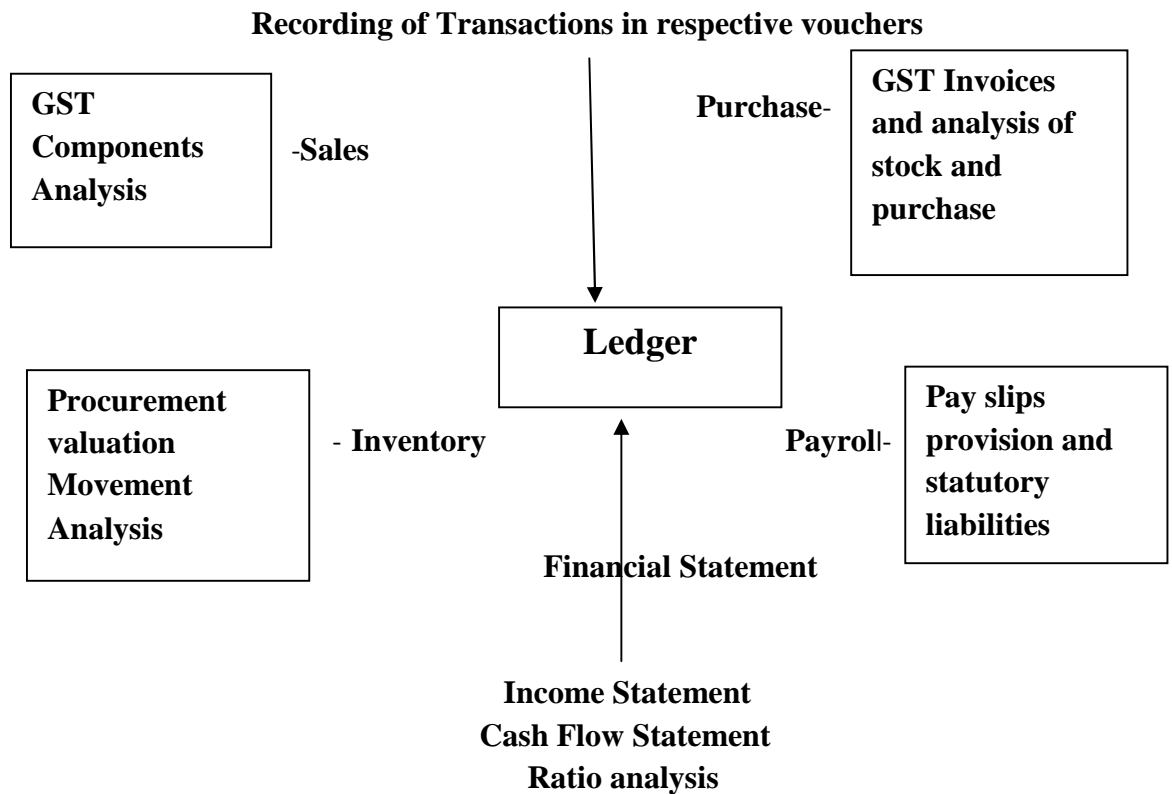 Recording of Transactions in respective vouchers
GST
Components
Analysis
-Sales
Purchase-
GST Invoices
and analysis of
stock and
purchase
Ledger
Procurement
valuation
Movement
Analysis
- Inventory
Payroll-
Pay slips
provision and
statutory
liabilities
Financial Statement
Income Statement
Cash Flow Statement
Ratio analysis